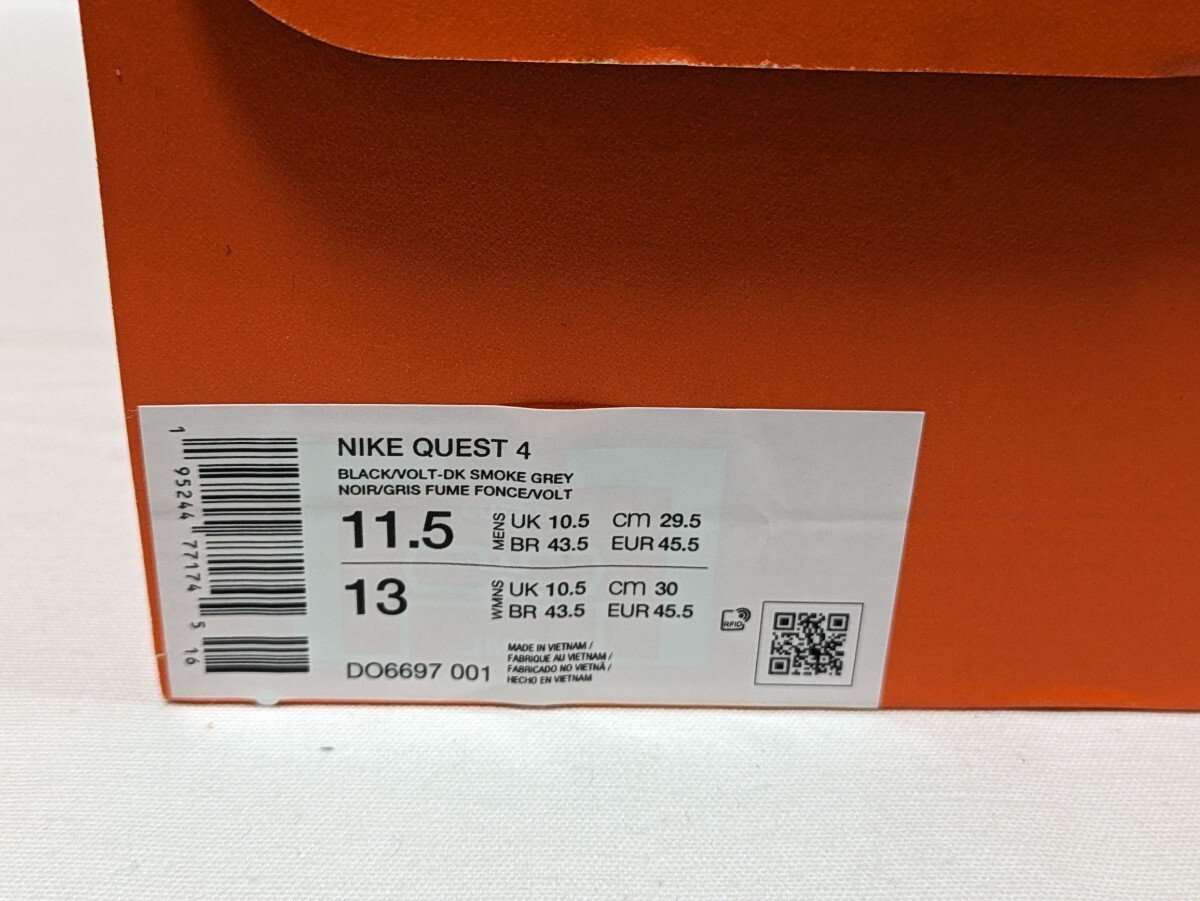 NIKE QUEST 4
BLACK/VOLT-DK SMOKE GREY
NOIR/GRIS FUME FONCE/VOLT
11.5 MENS UK 10.5 cm 29.5
BR 43.5 EUR 45.5
13 WMNS UK 10.5 cm 30
BR 43.5 EUR 45.5
DO6697 001
MADE IN VIETNAM /
FABRIQUE AU VIETNAM /
FABRICADO NO VIETNÃ /
HECHO EN VIETNAM
RFID
1 95244 77174 5 16